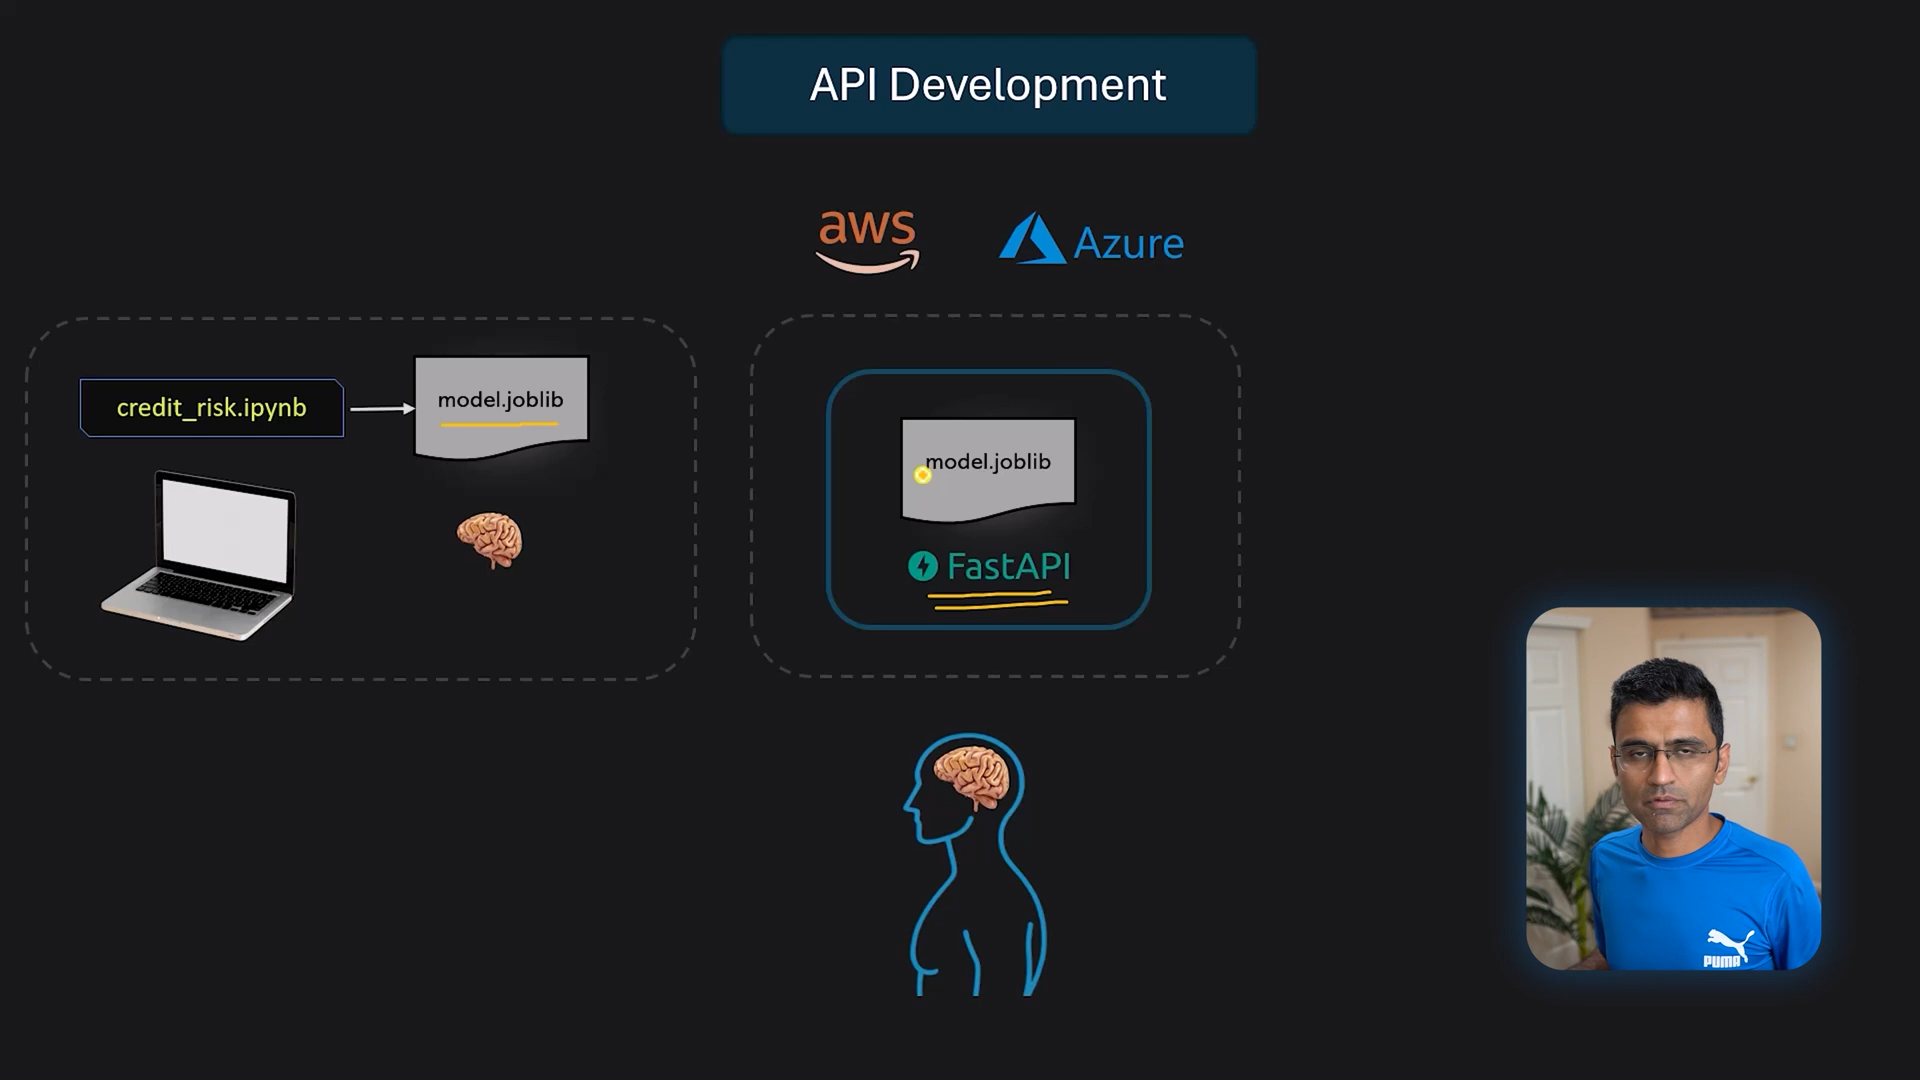 API Development
aws
Azure
credit_risk.ipynb
model.joblib
model.joblib
FastAPI
PUMA